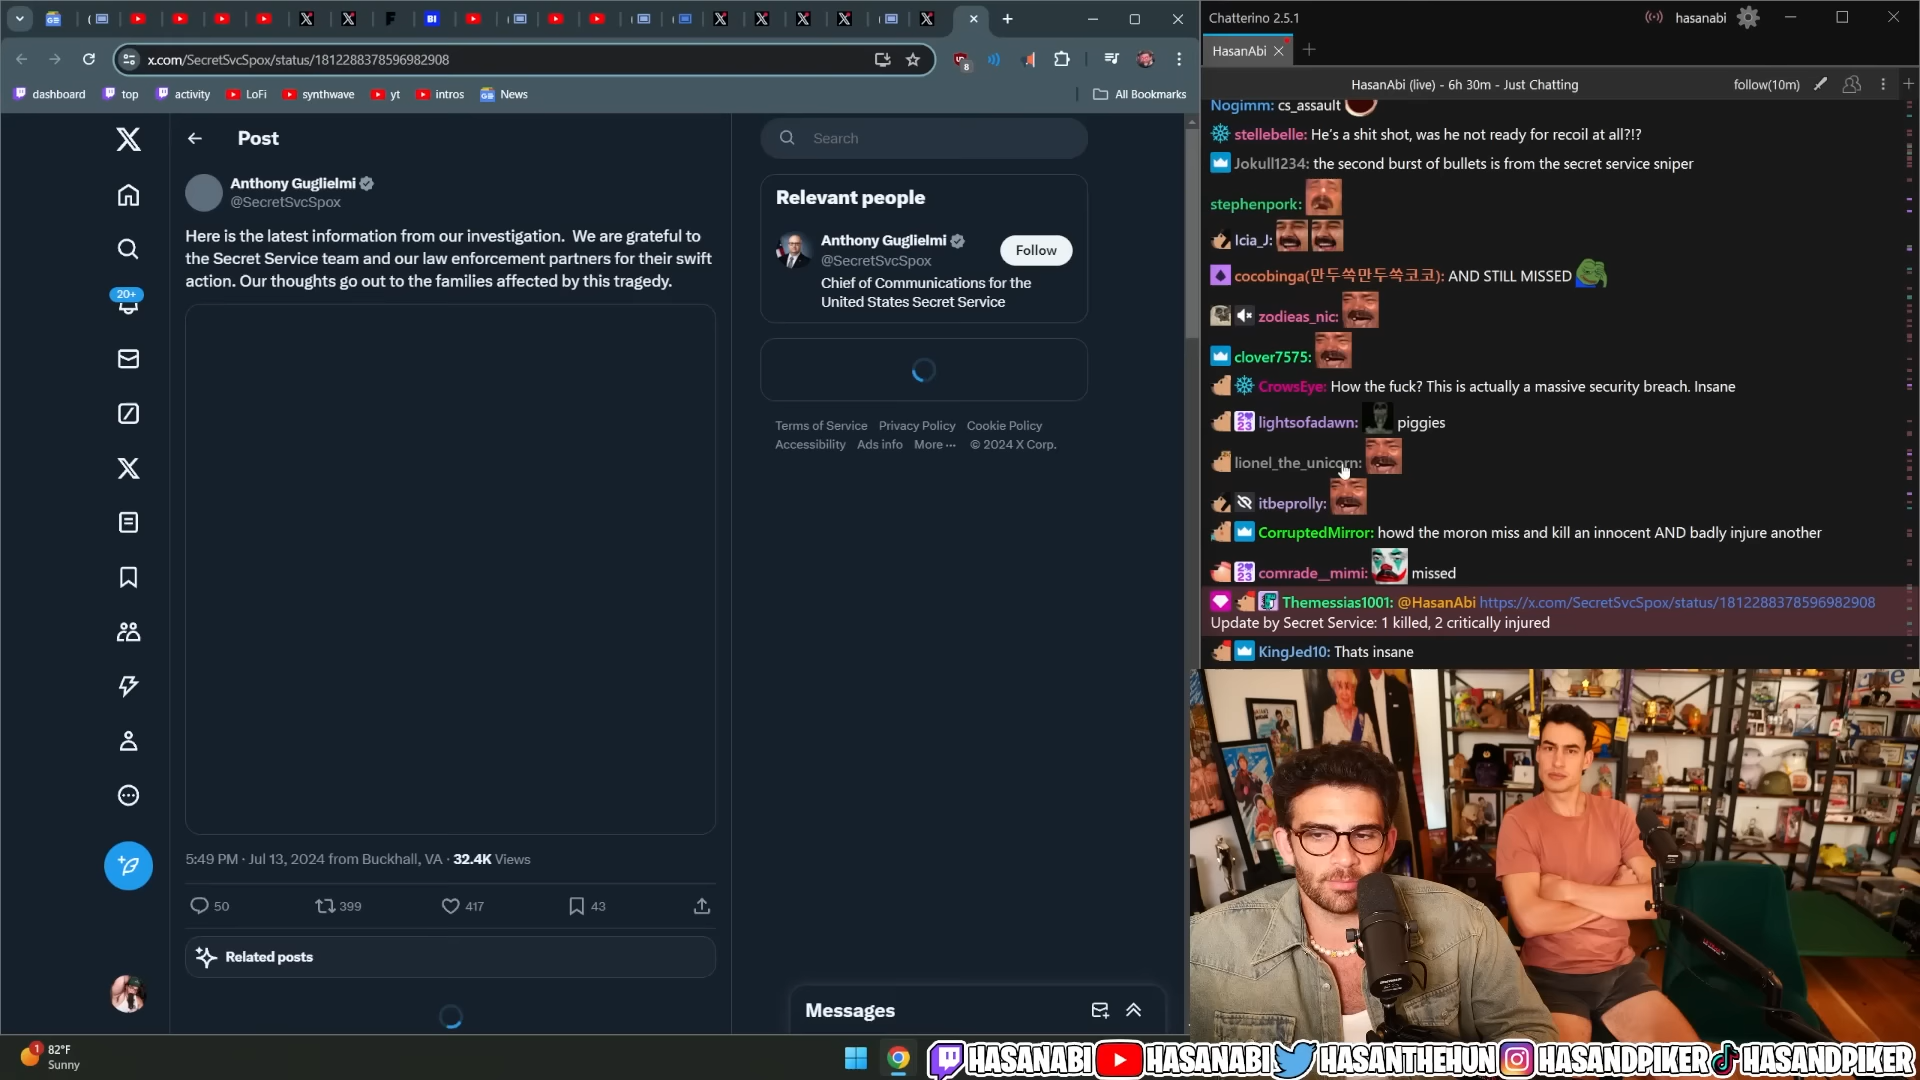 x.com/SecretSvcSpox/status/1812288378596982908
8
dashboard
top
activity
LoFi
synthwave
yt
intros
News
All Bookmarks
Post
Anthony Guglielmi
@SecretSvcSpox
Here is the latest information from our investigation. We are grateful to
the Secret Service team and our law enforcement partners for their swift
action. Our thoughts go out to the families affected by this tragedy.
20+
5:49 PM · Jul 13, 2024 from Buckhall, VA · 32.4K Views
50
399
417
43
Related posts
Search
Relevant people
Anthony Guglielmi
@SecretSvcSpox
Follow
Chief of Communications for the
United States Secret Service
Terms of Service Privacy Policy Cookie Policy
Accessibility Ads info More ··· © 2024 X Corp.
Messages
Chatterino 2.5.1
hasanabi
HasanAbi
HasanAbi (live) - 6h 30m - Just Chatting
follow(10m)
Nogimm: cs_assault
stellebelle: He's a shit shot, was he not ready for recoil at all?!?
Jokull1234: the second burst of bullets is from the secret service sniper
stephenpork:
Icia_J:
cocobinga(만두쓱만두쓱코코): AND STILL MISSED
zodieas_nic:
clover7575:
CrowsEye: How the fuck? This is actually a massive security breach. Insane
lightsofadawn: piggies
lionel_the_unicorn:
itbeprolly:
CorruptedMirror: howd the moron miss and kill an innocent AND badly injure another
comrade__mimi: missed
Themessias1001: @HasanAbi https://x.com/SecretSvcSpox/status/1812288378596982908
Update by Secret Service: 1 killed, 2 critically injured
KingJed10: Thats insane
1
82°F
Sunny
HASANABI HASANABI HASANTHEHUN HASANDPIKER HASANDPIKER